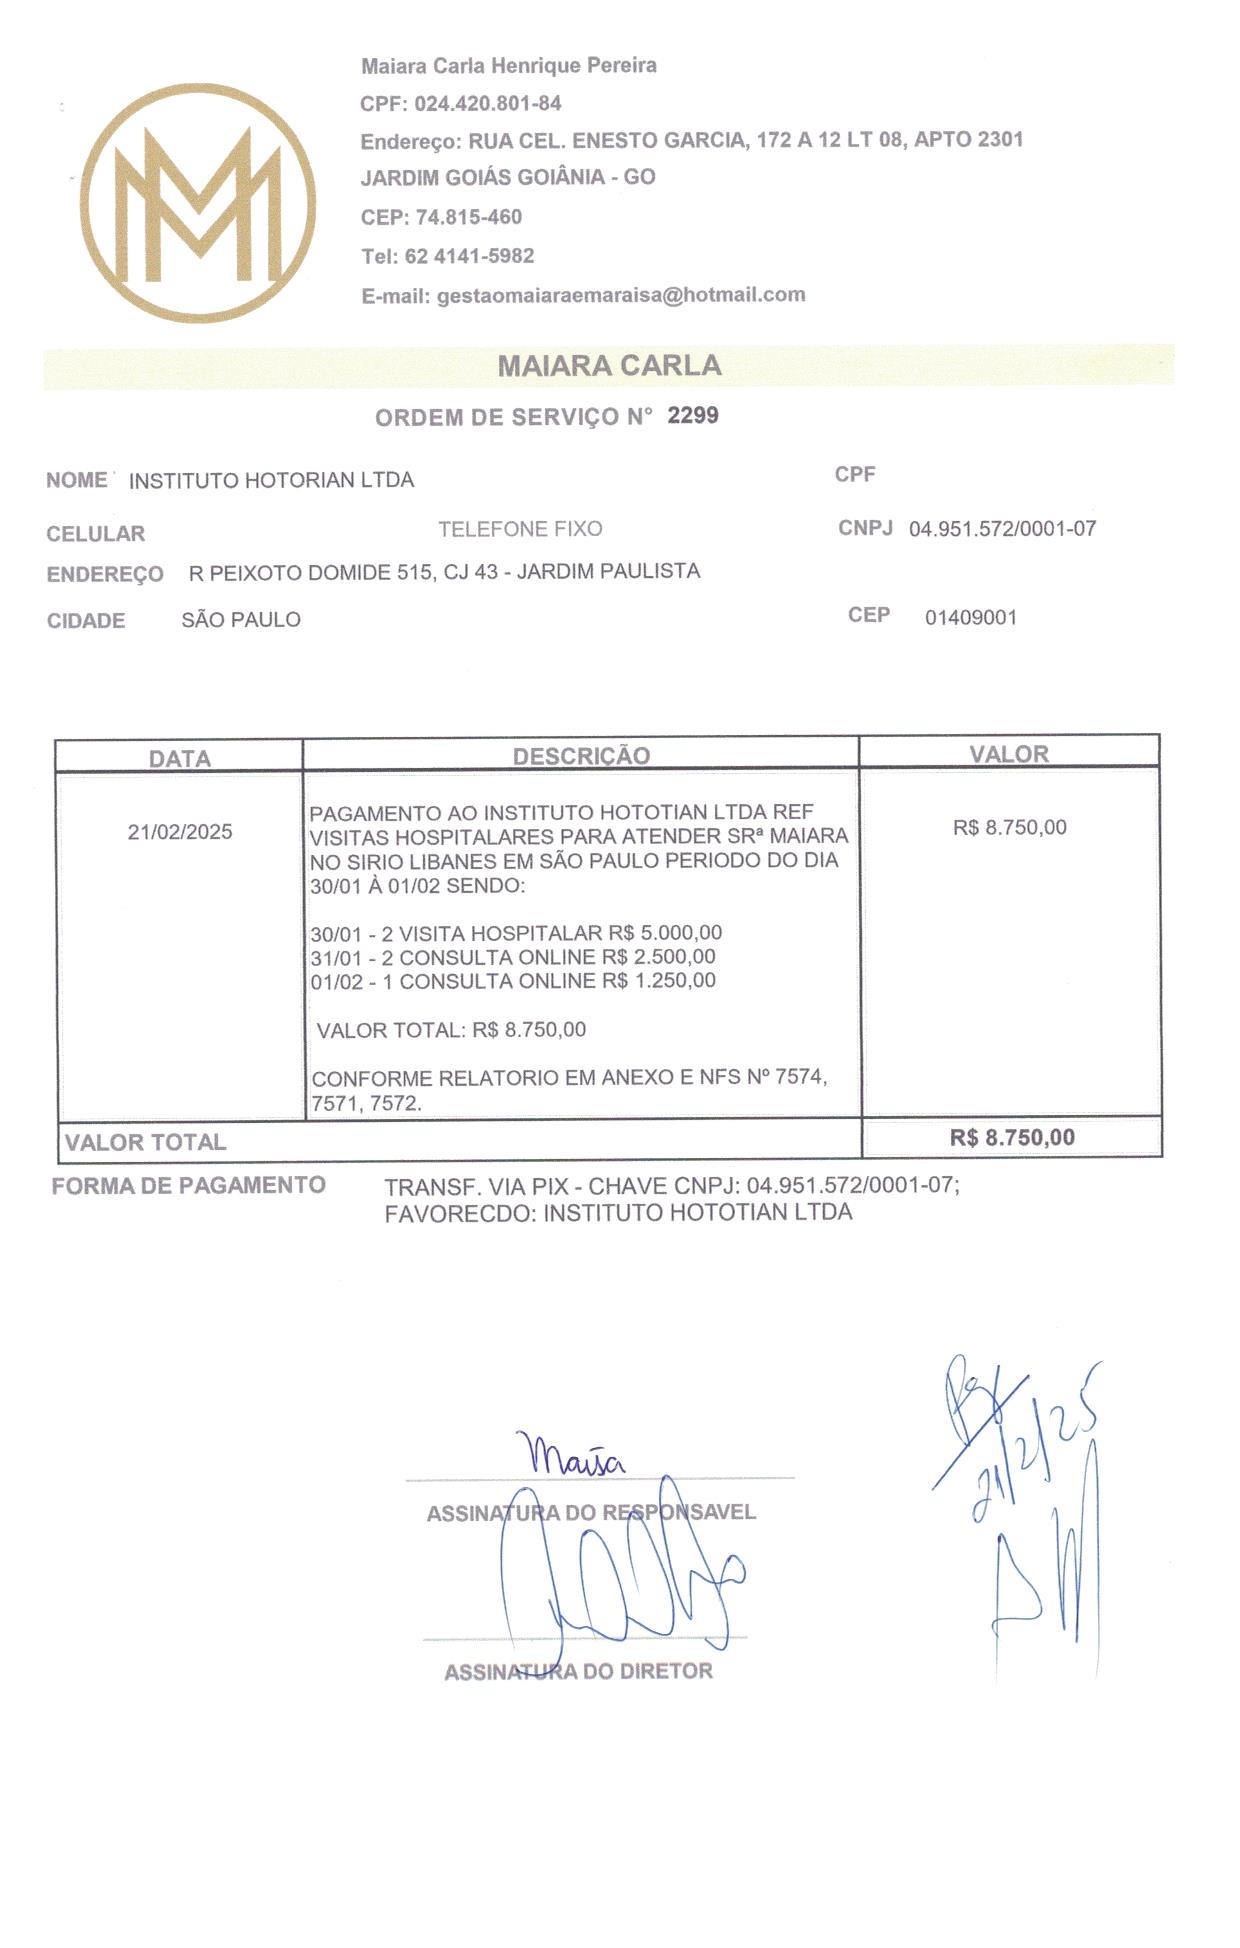 Maiara Carla Henrique Pereira
CPF: 024.420.801-84
Endereço: RUA CEL. ENESTO GARCIA, 172 A 12 LT 08, APTO 2301
JARDIM GOIÁS GOIÂNIA - GO
CEP: 74.815-460
Tel: 62 4141-5982
E-mail: gestaomaiaraemaraisa@hotmail.com
MAIARA CARLA
ORDEM DE SERVIÇO N° 2299
NOME INSTITUTO HOTORIAN LTDA CPF
CELULAR TELEFONE FIXO CNPJ 04.951.572/0001-07
ENDEREÇO R PEIXOTO DOMIDE 515, CJ 43 - JARDIM PAULISTA
CIDADE SÃO PAULO CEP 01409001
DATA DESCRIÇÃO VALOR
PAGAMENTO AO INSTITUTO HOTOTIAN LTDA REF
21/02/2025 VISITAS HOSPITALARES PARA ATENDER SRª MAIARA R$ 8.750,00
NO SIRIO LIBANES EM SÃO PAULO PERIODO DO DIA
30/01 À 01/02 SENDO:
30/01 - 2 VISITA HOSPITALAR R$ 5.000,00
31/01 - 2 CONSULTA ONLINE R$ 2.500,00
01/02 - 1 CONSULTA ONLINE R$ 1.250,00
VALOR TOTAL: R$ 8.750,00
CONFORME RELATORIO EM ANEXO E NFS Nº 7574,
7571, 7572.
VALOR TOTAL R$ 8.750,00
FORMA DE PAGAMENTO TRANSF. VIA PIX - CHAVE CNPJ: 04.951.572/0001-07;
FAVORECDO: INSTITUTO HOTOTIAN LTDA
21/2/25
Maísa
ASSINATURA DO RESPONSAVEL
ASSINATURA DO DIRETOR